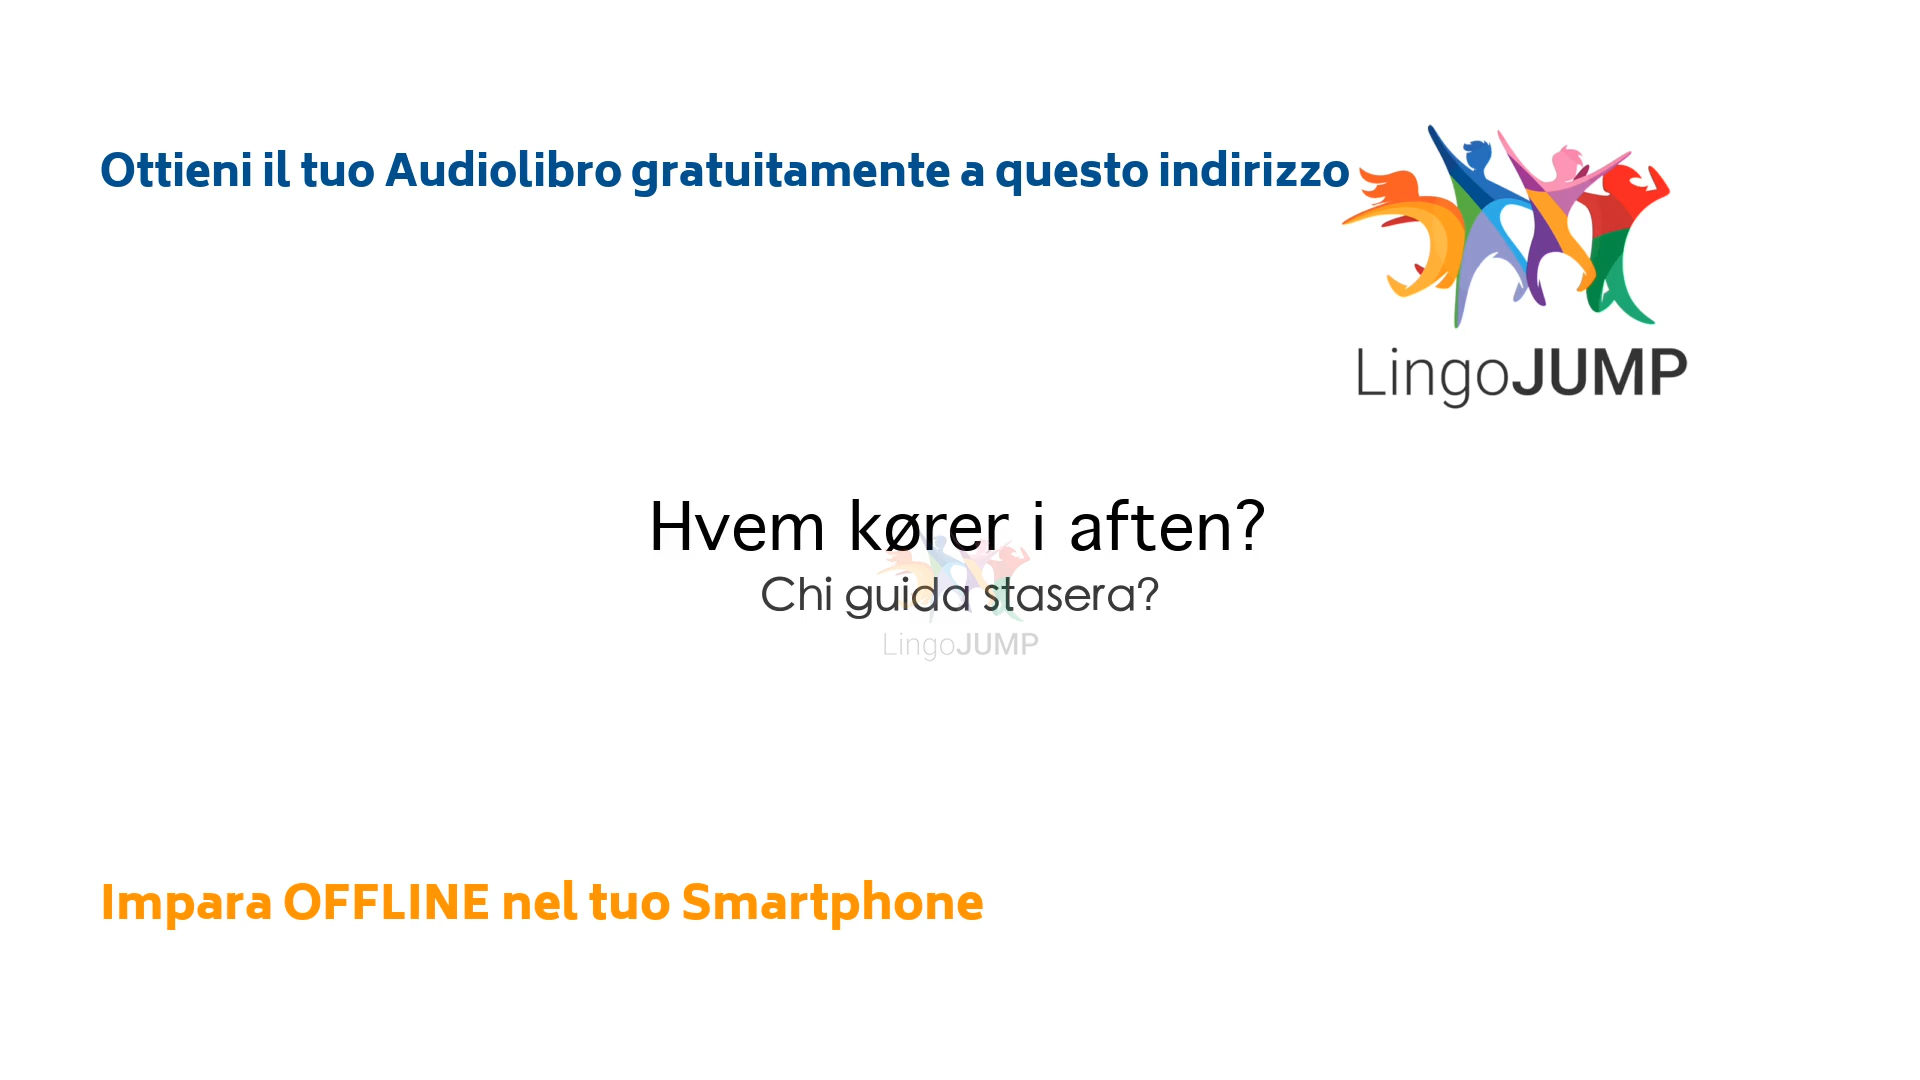 Ottieni il tuo Audiolibro gratuitamente a questo indirizzo
LingoJUMP
Hvem kører i aften?
Chi guida stasera?
LingoJUMP
Impara OFFLINE nel tuo Smartphone